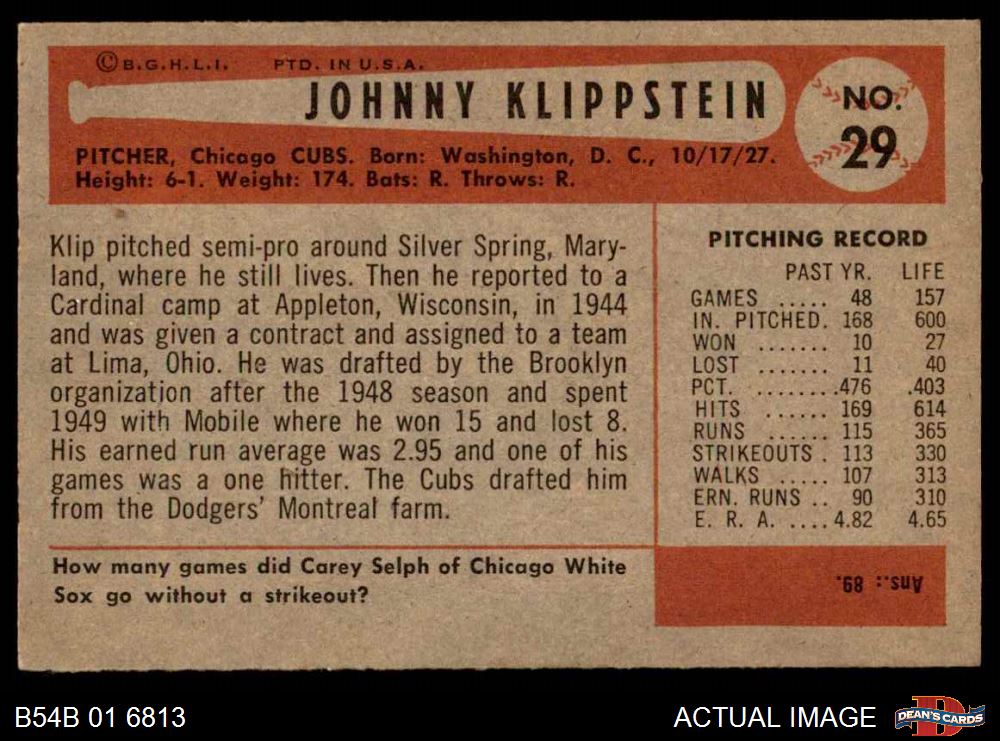 © B.G.H.L.I. PTD. IN U.S.A.
JOHNNY KLIPPSTEIN
NO.
29
PITCHER, Chicago CUBS. Born: Washington, D. C., 10/17/27.
Height: 6-1. Weight: 174. Bats: R. Throws: R.
Klip pitched semi-pro around Silver Spring, Mary-
land, where he still lives. Then he reported to a
Cardinal camp at Appleton, Wisconsin, in 1944
and was given a contract and assigned to a team
at Lima, Ohio. He was drafted by the Brooklyn
organization after the 1948 season and spent
1949 with Mobile where he won 15 and lost 8.
His earned run average was 2.95 and one of his
games was a one hitter. The Cubs drafted him
from the Dodgers' Montreal farm.
PITCHING RECORD
PAST YR. LIFE
GAMES ..... 48 157
IN. PITCHED. 168 600
WON ....... 10 27
LOST ....... 11 40
PCT. ........476 .403
HITS ...... 169 614
RUNS ...... 115 365
STRIKEOUTS . 113 330
WALKS ..... 107 313
ERN. RUNS .. 90 310
E. R. A. .... 4.82 4.65
How many games did Carey Selph of Chicago White
Sox go without a strikeout?
Ans.: 89.
B54B 01 6813
ACTUAL IMAGE
D
DEAN'S CARDS